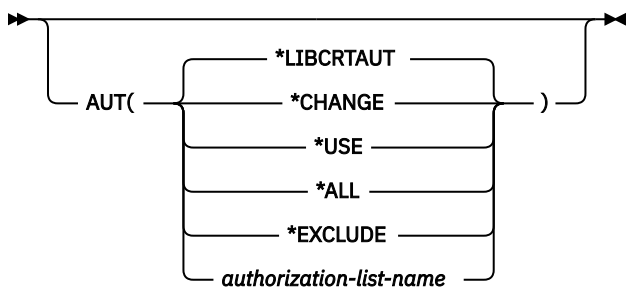 *LIBCRTAUT
AUT( *CHANGE )
*USE
*ALL
*EXCLUDE
authorization-list-name